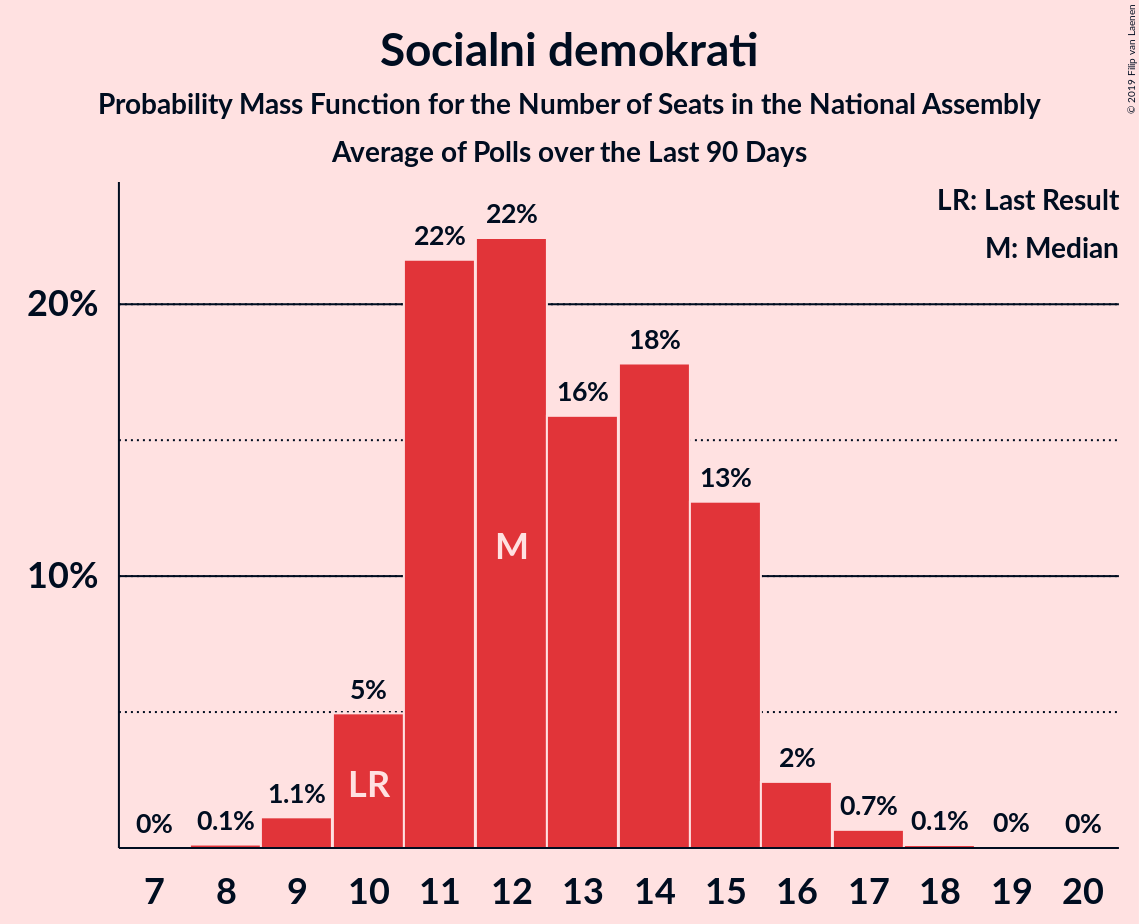 Socialni demokrati
Probability Mass Function for the Number of Seats in the National Assembly
Average of Polls over the Last 90 Days
© 2019 Filip van Laenen
LR: Last Result
M: Median
20%
10%
0%
0.1%
1.1%
5%
22%
22%
16%
18%
13%
2%
0.7%
0.1%
0%
0%
LR
M
7 8 9 10 11 12 13 14 15 16 17 18 19 20